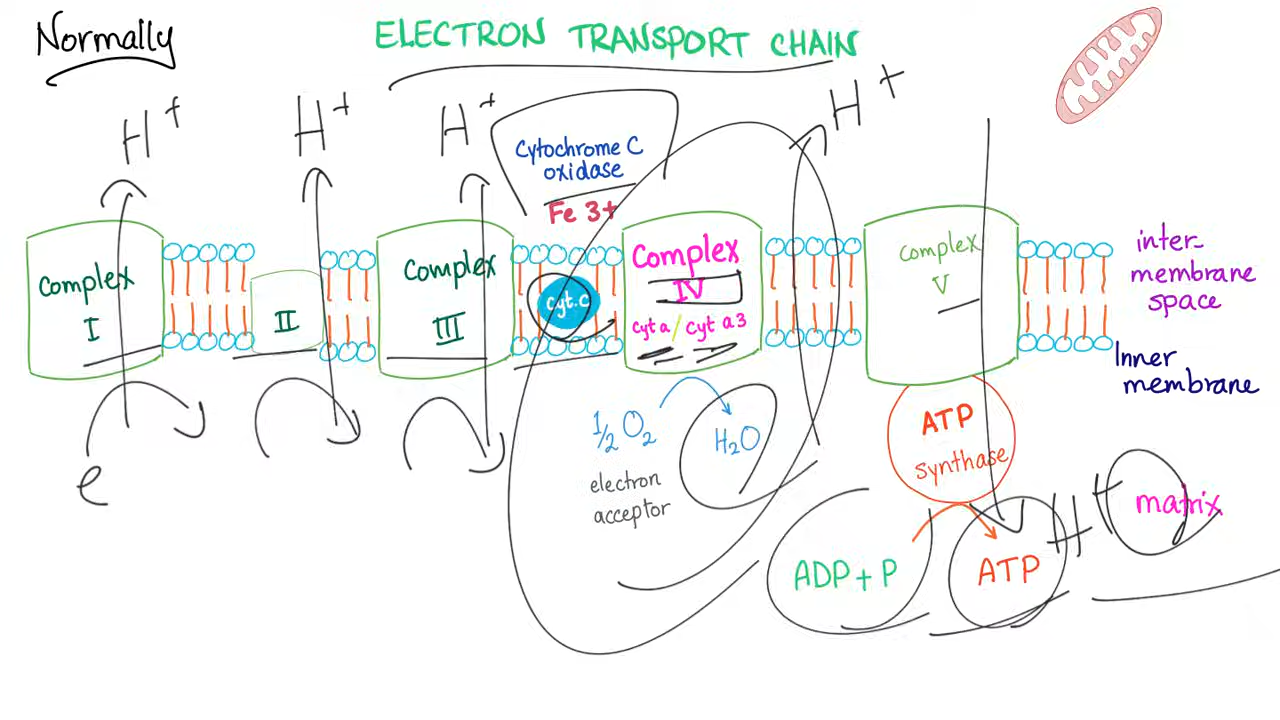 Normally
ELECTRON TRANSPORT CHAIN
H+
H+
H+
H+
Cytochrome C
oxidase
Fe 3+
Complex
I
II
Complex
III
Cyt.c
Complex
IV
Cyt a / Cyt a3
Complex
V
inter-
membrane
space
Inner
membrane
e
½ O2
H2O
electron
acceptor
ATP
synthase
H+
matrix
ADP + P
ATP